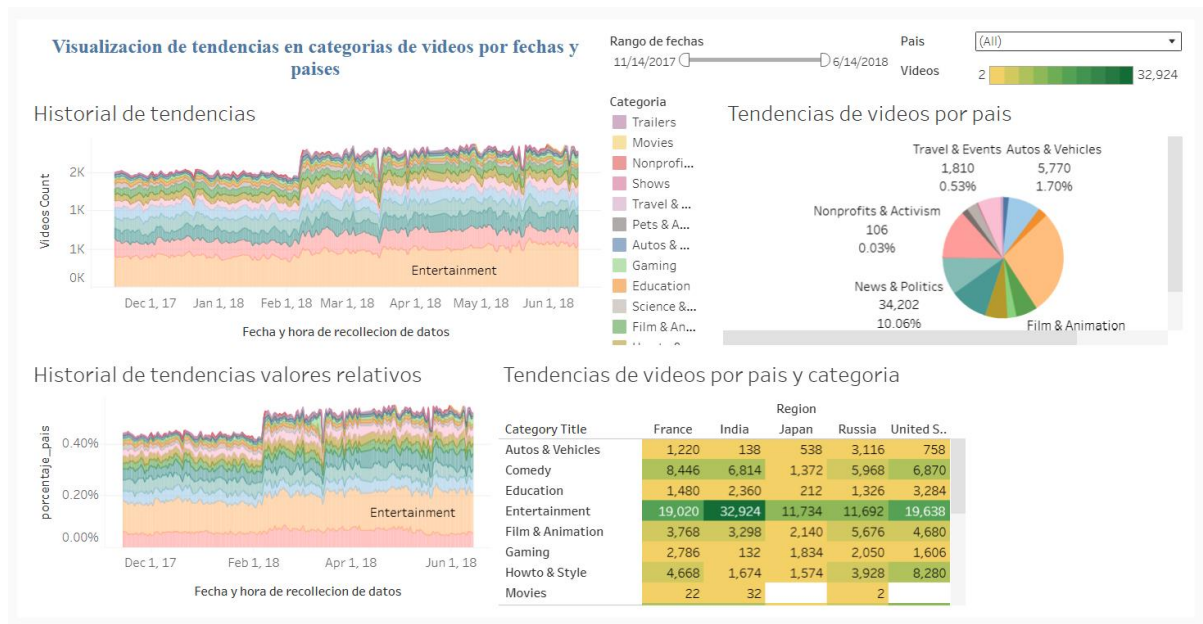 Visualizacion de tendencias en categorias de videos por fechas y
paises
Rango de fechas
11/14/2017
6/14/2018
Pais
(All)
Videos
2
32,924
Historial de tendencias
Videos Count
2K
1K
1K
0K
Entertainment
Dec 1, 17 Jan 1, 18 Feb 1, 18 Mar 1, 18 Apr 1, 18 May 1, 18 Jun 1, 18
Fecha y hora de recollecion de datos
Categoria
Trailers
Movies
Nonprofi...
Shows
Travel & ...
Pets & A...
Autos & ...
Gaming
Education
Science &...
Film & An...
Tendencias de videos por pais
Travel & Events
1,810
0.53%
Autos & Vehicles
5,770
1.70%
Nonprofits & Activism
106
0.03%
News & Politics
34,202
10.06%
Film & Animation
Historial de tendencias valores relativos
porcentaje_pais
0.40%
0.20%
0.00%
Entertainment
Dec 1, 17 Feb 1, 18 Apr 1, 18 Jun 1, 18
Fecha y hora de recollecion de datos
Tendencias de videos por pais y categoria
Region
Category Title France India Japan Russia United S..
Autos & Vehicles 1,220 138 538 3,116 758
Comedy 8,446 6,814 1,372 5,968 6,870
Education 1,480 2,360 212 1,326 3,284
Entertainment 19,020 32,924 11,734 11,692 19,638
Film & Animation 3,768 3,298 2,140 5,676 4,680
Gaming 2,786 132 1,834 2,050 1,606
Howto & Style 4,668 1,674 1,574 3,928 8,280
Movies 22 32 2